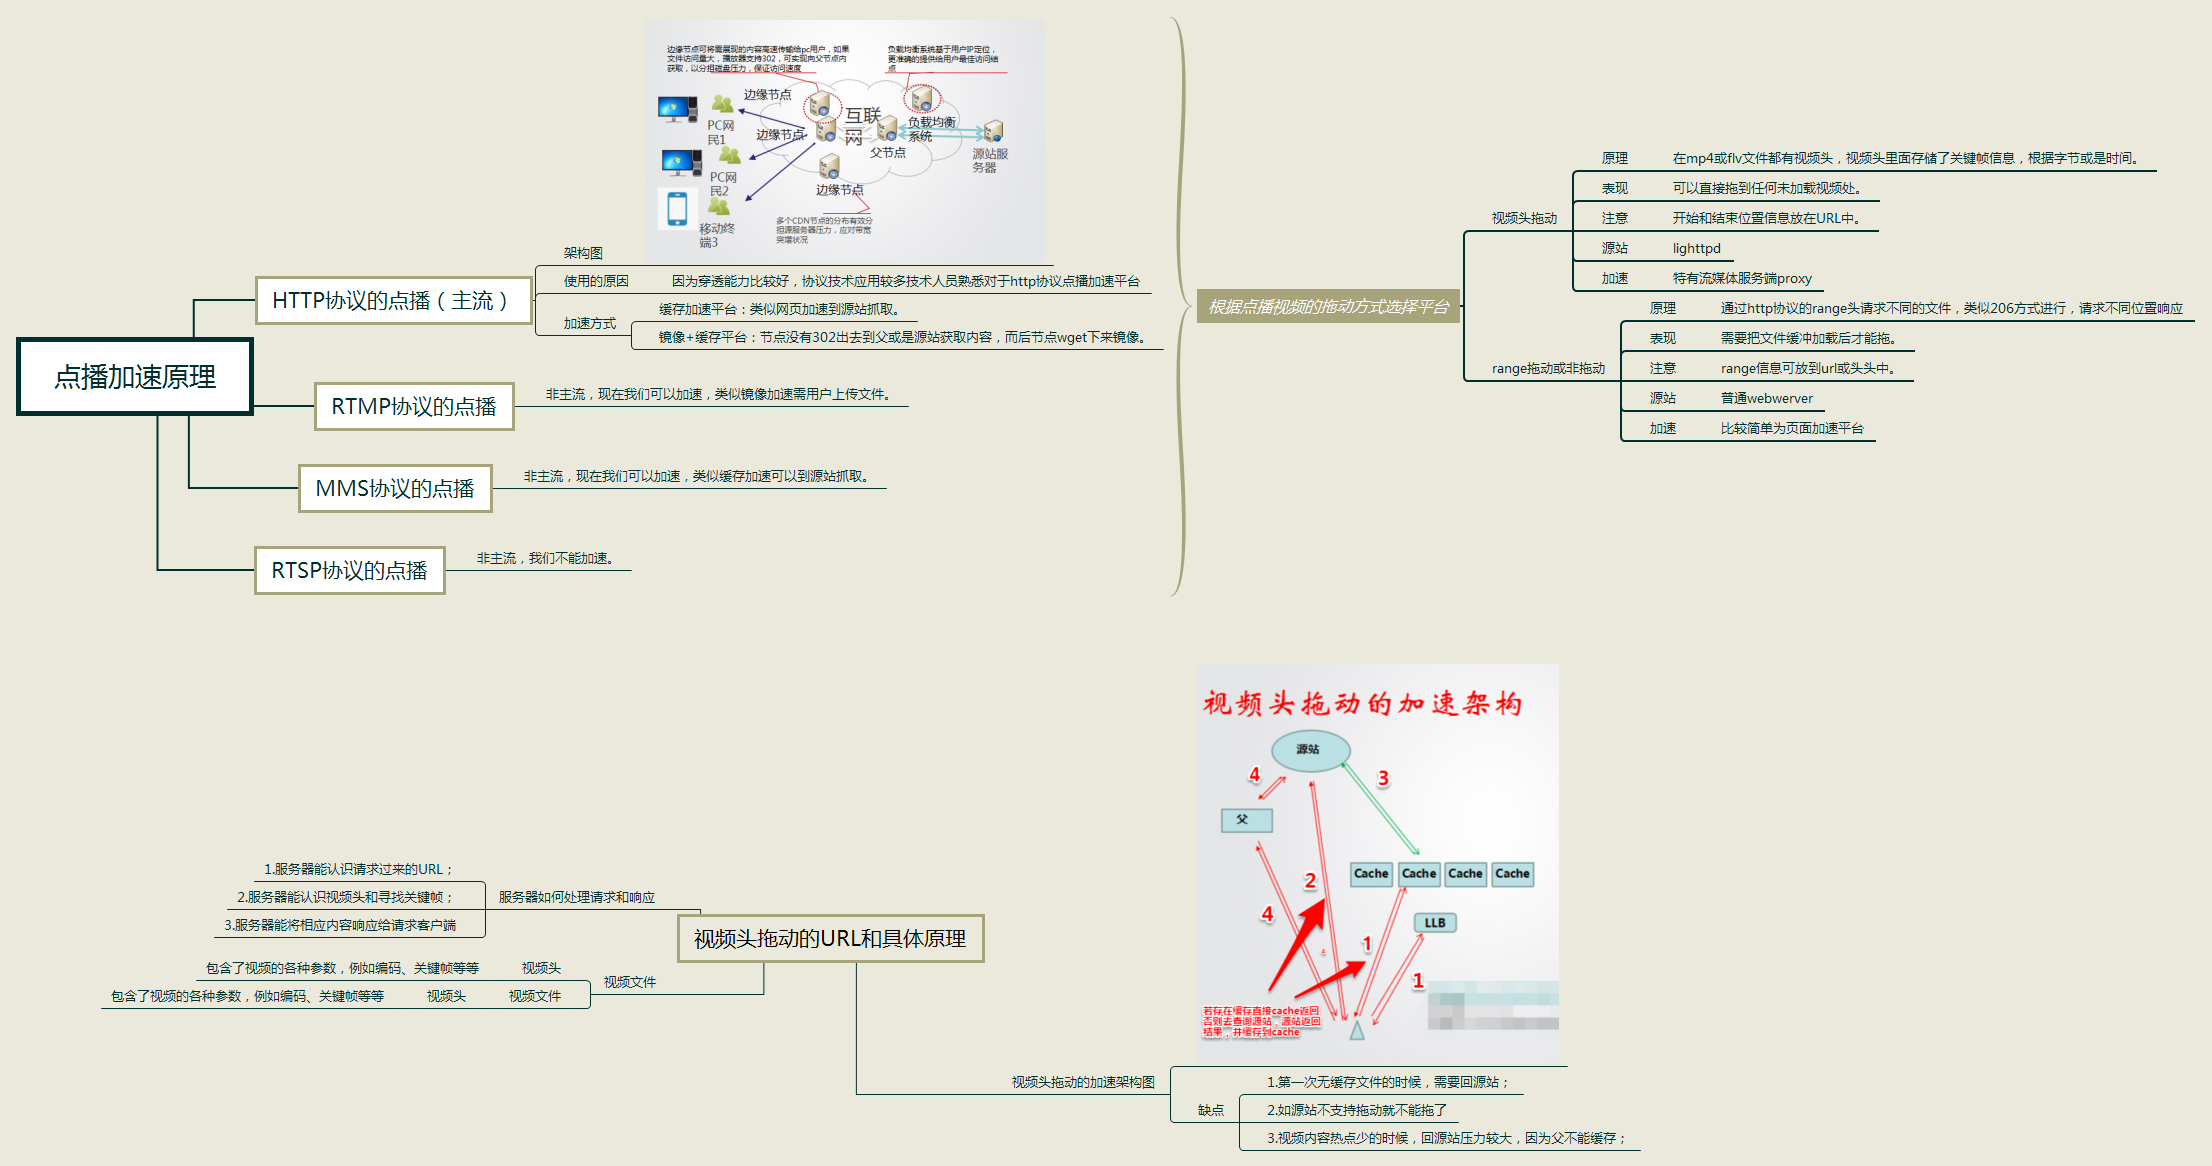 点播加速原理
HTTP协议的点播（主流）
架构图
边缘节点可将需展现的内容高速传输给pc用户，如果
文件访问量大，播放器支持302，可实现向父节点内
获取，以分担磁盘压力，保证访问速度
负载均衡系统基于用户IP定位，
更准确的提供给用户最佳访问结
点
边缘节点
PC网
民1
边缘节点
互联
网
负载均衡
系统
父节点
源站服
务器
PC网
民2
边缘节点
移动终
端3
多个CDN节点的分布有效分
担源服务器压力，应对带宽
突增状况
使用的原因
因为穿透能力比较好，协议技术应用较多技术人员熟悉对于http协议点播加速平台
加速方式
缓存加速平台：类似网页加速到源站抓取。
镜像+缓存平台：节点没有302出去到父或是源站获取内容，而后节点wget下来镜像。
RTMP协议的点播
非主流，现在我们可以加速，类似镜像加速需用户上传文件。
MMS协议的点播
非主流，现在我们可以加速，类似缓存加速可以到源站抓取。
RTSP协议的点播
非主流，我们不能加速。
根据点播视频的拖动方式选择平台
视频头拖动
原理
在mp4或flv文件都有视频头，视频头里面存储了关键帧信息，根据字节或是时间。
表现
可以直接拖到任何未加载视频处。
注意
开始和结束位置信息放在URL中。
源站
lighttpd
加速
特有流媒体服务端proxy
range拖动或非拖动
原理
通过http协议的range头请求不同的文件，类似206方式进行，请求不同位置响应
表现
需要把文件缓冲加载后才能拖。
注意
range信息可放到url或头头中。
源站
普通webwerver
加速
比较简单为页面加速平台
视频头拖动的URL和具体原理
服务器如何处理请求和响应
1.服务器能认识请求过来的URL；
2.服务器能认识视频头和寻找关键帧；
3.服务器能将相应内容响应给请求客户端
视频文件
视频头
包含了视频的各种参数，例如编码、关键帧等等
视频文件
视频头
包含了视频的各种参数，例如编码、关键帧等等
视频头拖动的加速架构图
视频头拖动的加速架构
源站
4
3
父
Cache
Cache
Cache
Cache
2
4
LLB
1
4
1
若存在缓存直接cache返回
否则去查询源站，源站返回
结果，并缓存到cache
缺点
1.第一次无缓存文件的时候，需要回源站；
2.如源站不支持拖动就不能拖了
3.视频内容热点少的时候，回源站压力较大，因为父不能缓存；